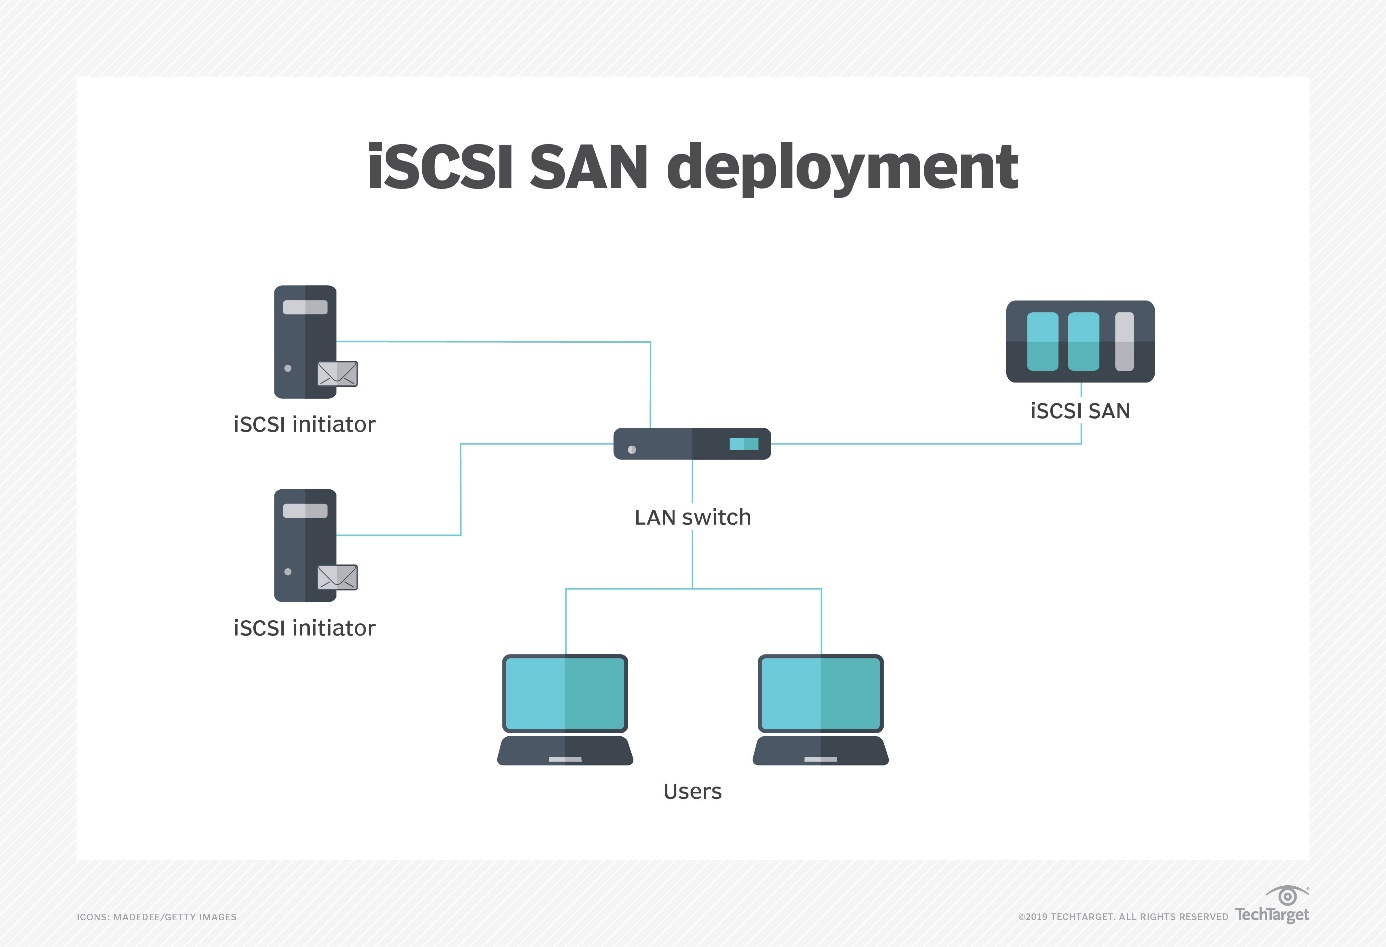 iSCSI SAN deployment
iSCSI initiator
iSCSI SAN
LAN switch
iSCSI initiator
Users
ICONS: MADEDEE/GETTY IMAGES
©2019 TECHTARGET. ALL RIGHTS RESERVED
TechTarget